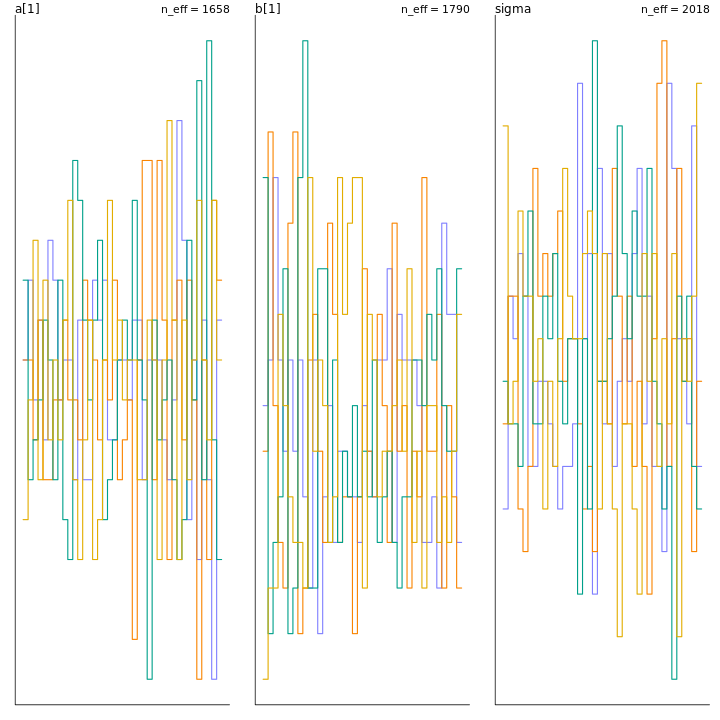 a[1] n_eff = 1658
b[1] n_eff = 1790
sigma n_eff = 2018